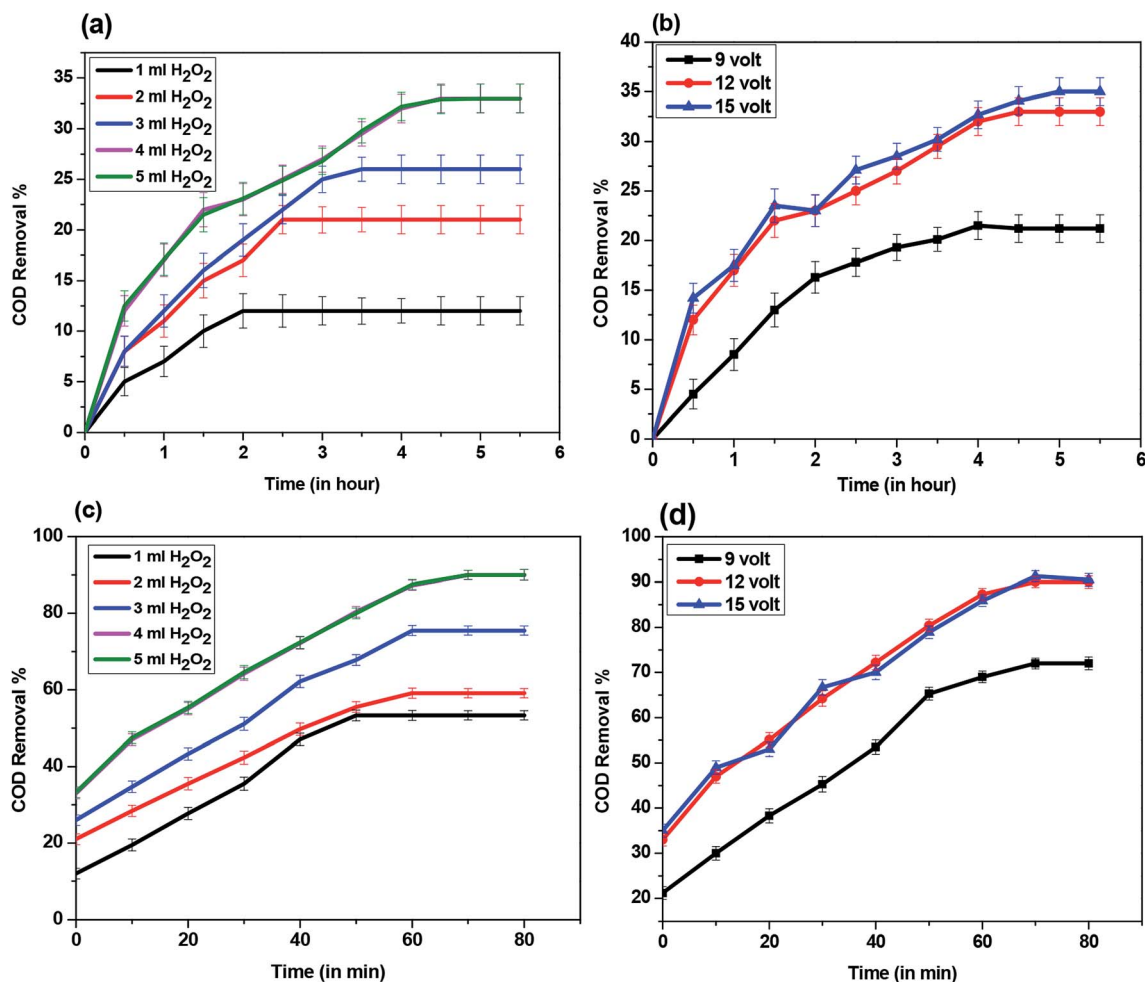 (a)
1 ml H₂O₂
2 ml H₂O₂
3 ml H₂O₂
4 ml H₂O₂
5 ml H₂O₂
COD Removal %
35
30
25
20
15
10
5
0
0 1 2 3 4 5 6
Time (in hour)
(b)
9 volt
12 volt
15 volt
COD Removal %
40
35
30
25
20
15
10
5
0
0 1 2 3 4 5 6
Time (in hour)
(c)
1 ml H₂O₂
2 ml H₂O₂
3 ml H₂O₂
4 ml H₂O₂
5 ml H₂O₂
COD Removal %
100
80
60
40
20
0
0 20 40 60 80
Time (in min)
(d)
9 volt
12 volt
15 volt
COD Removal %
100
90
80
70
60
50
40
30
20
0 20 40 60 80
Time (in min)